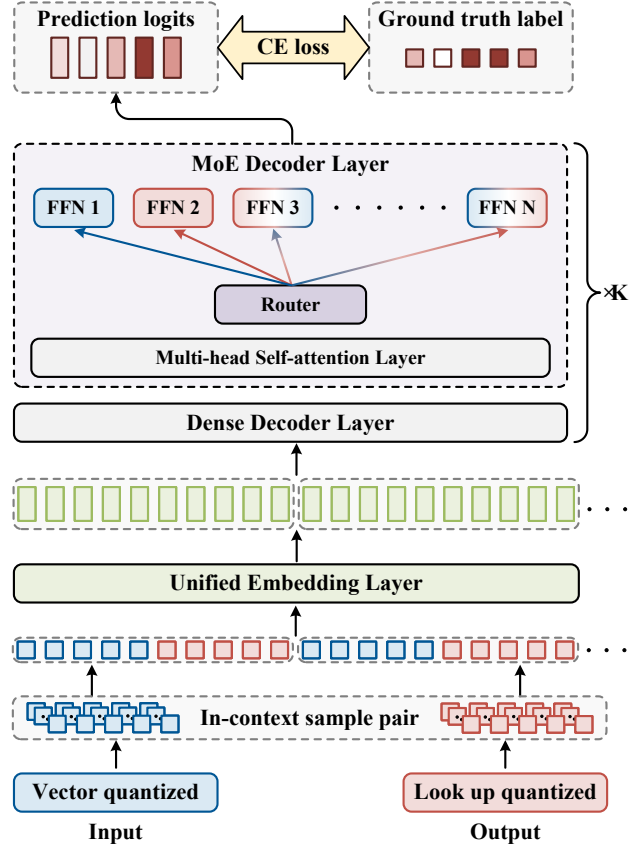 Prediction logits
CE loss
Ground truth label
MoE Decoder Layer
FFN 1
FFN 2
FFN 3
. . . . . .
FFN N
Router
×K
Multi-head Self-attention Layer
Dense Decoder Layer
. . .
Unified Embedding Layer
. . .
In-context sample pair
Vector quantized
Look up quantized
Input
Output